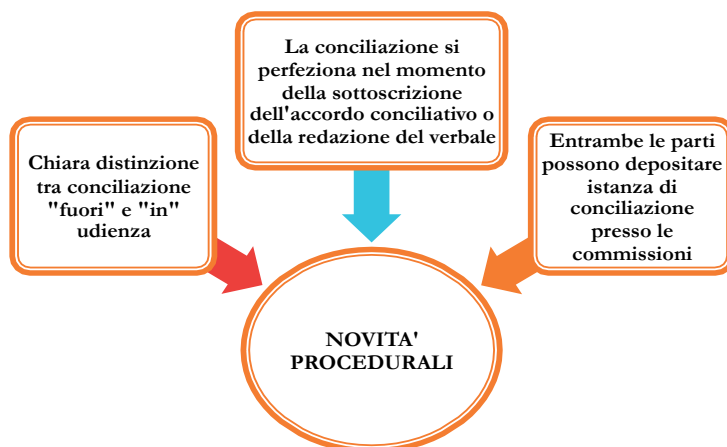 La conciliazione si
perfeziona nel momento
della sottoscrizione
dell'accordo conciliativo o
della redazione del verbale
Chiara distinzione
tra conciliazione
"fuori" e "in"
udienza
Entrambe le parti
possono depositare
istanza di
conciliazione
presso le
commissioni
NOVITA'
PROCEDURALI